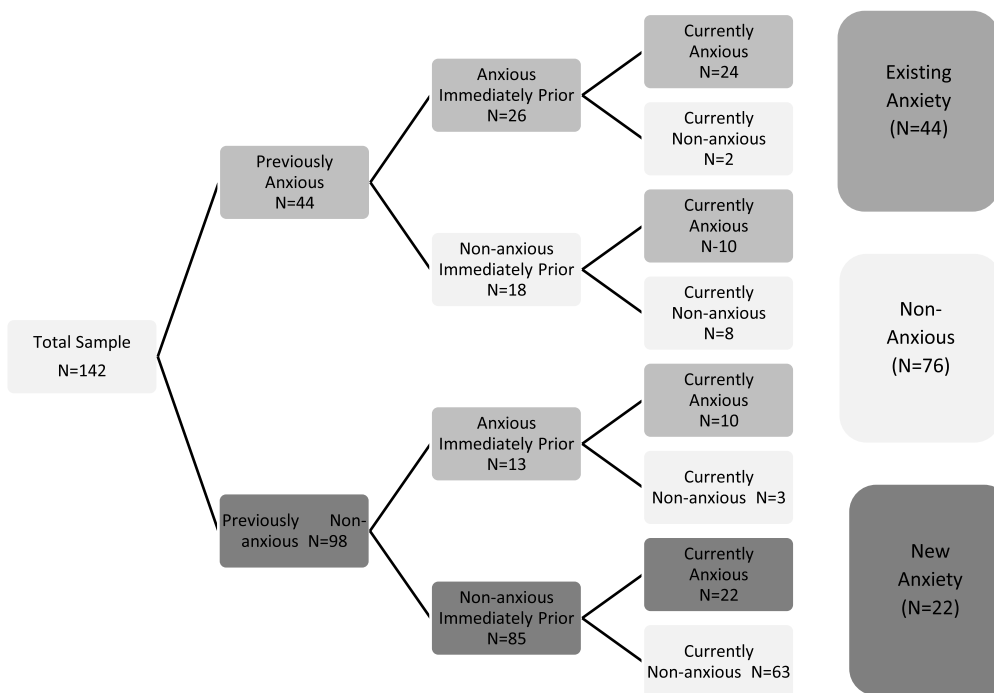 Total Sample
N=142
Previously
Anxious
N=44
Previously Non-
anxious N=98
Anxious
Immediately Prior
N=26
Non-anxious
Immediately Prior
N=18
Anxious
Immediately Prior
N=13
Non-anxious
Immediately Prior
N=85
Currently
Anxious
N=24
Currently
Non-anxious
N=2
Currently
Anxious
N-10
Currently
Non-anxious
N=8
Currently
Anxious
N=10
Currently
Non-anxious N=3
Currently
Anxious
N=22
Currently
Non-anxious N=63
Existing
Anxiety
(N=44)
Non-
Anxious
(N=76)
New
Anxiety
(N=22)